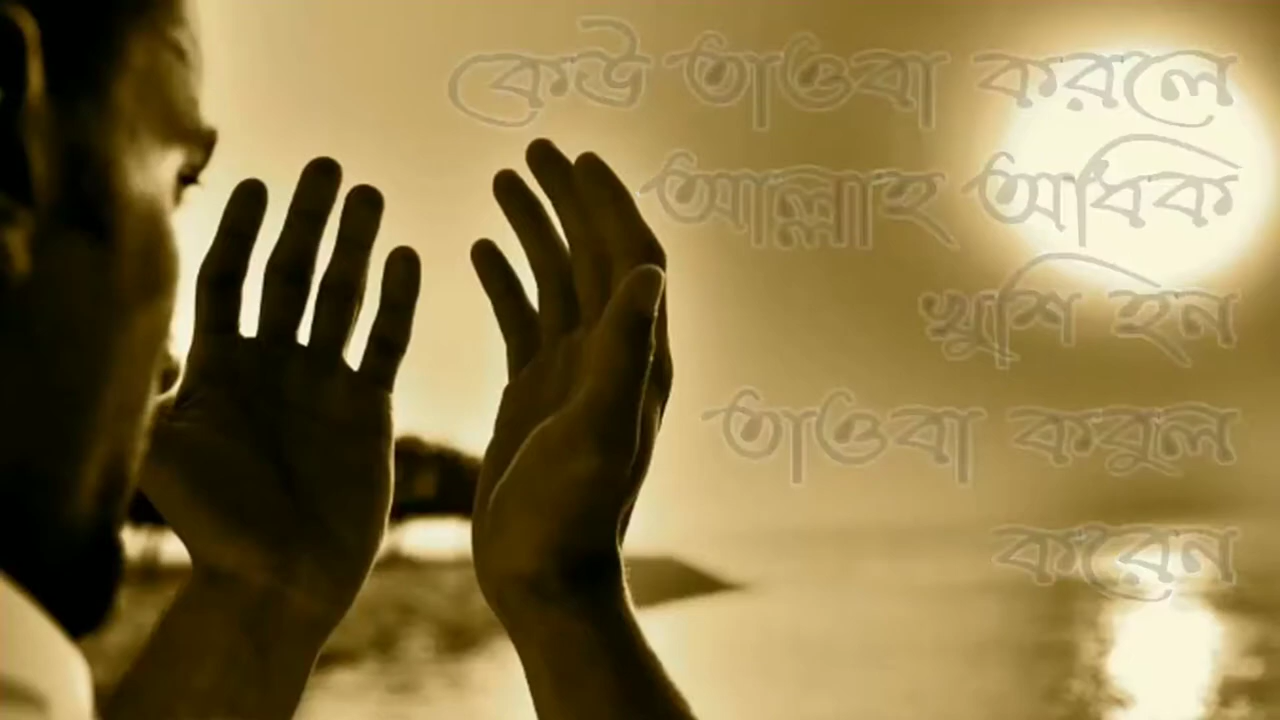 কেউ তাওবা করলে
আল্লাহ অধিক
খুশি হন
তাওবা কবুল
করেন